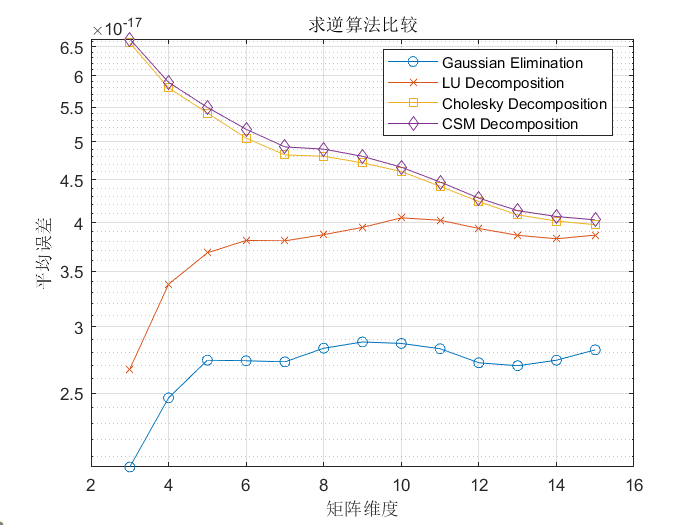 求逆算法比较
×10^-17
6.5
6
5.5
5
4.5
4
3.5
3
2.5
平均误差
Gaussian Elimination
LU Decomposition
Cholesky Decomposition
CSM Decomposition
2 4 6 8 10 12 14 16
矩阵维度